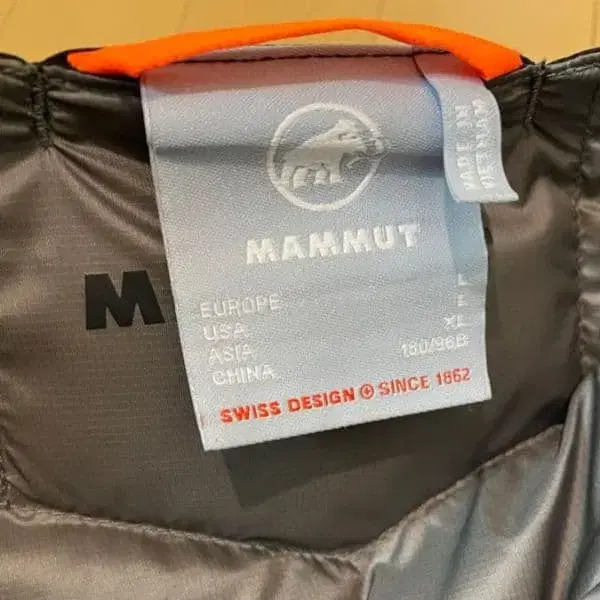 MADE IN
VIETNAM
MAMMUT
M
EUROPE L
USA L
ASIA XL
CHINA 180/96B
SWISS DESIGN SINCE 1862